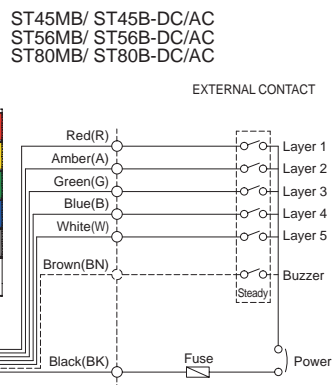 ST45MB/ ST45B-DC/AC
ST56MB/ ST56B-DC/AC
ST80MB/ ST80B-DC/AC
EXTERNAL CONTACT
Red(R) Layer 1
Amber(A) Layer 2
Green(G) Layer 3
Blue(B) Layer 4
White(W) Layer 5
Brown(BN) Buzzer
Steady
Black(BK) Fuse Power